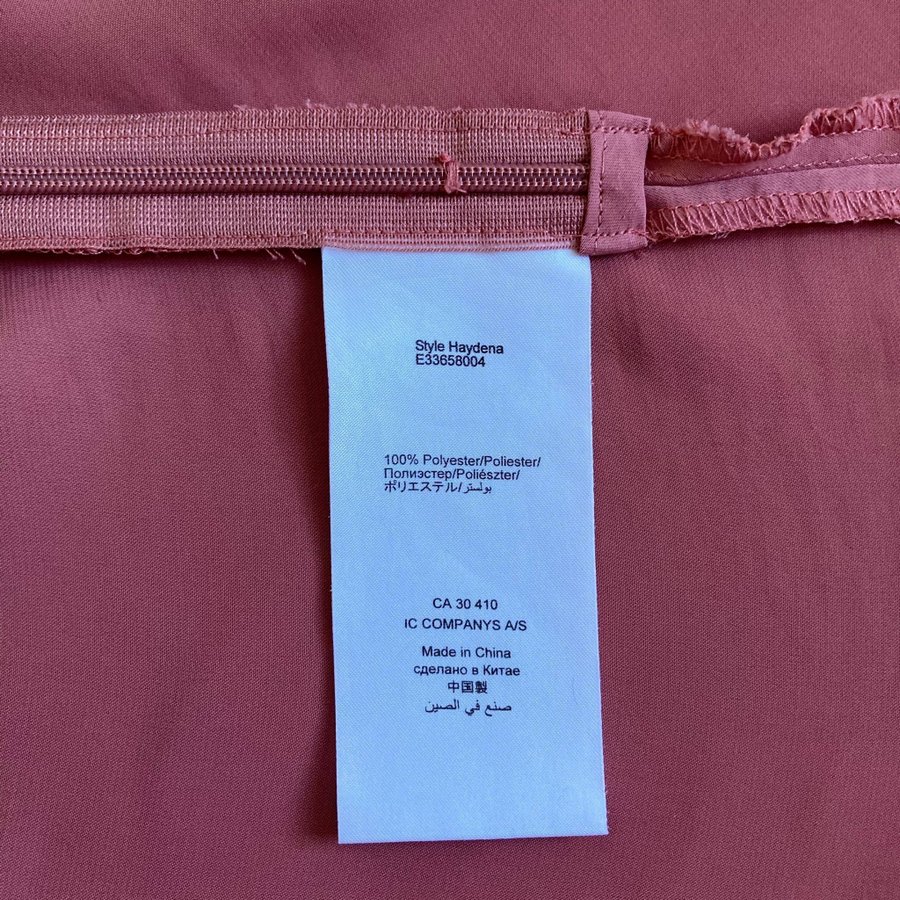 Style Haydena
E33658004
100% Polyester/Poliester/
Полиэстер/Poliészter/
ポリエステル/بولستر
CA 30 410
IC COMPANYS A/S
Made in China
сделано в Китае
中国製
صنع في الصين